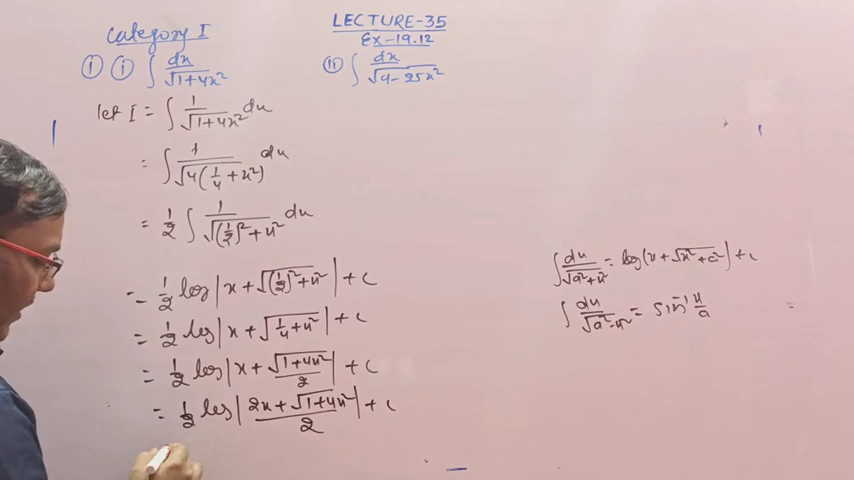 Category I
LECTURE-35
Ex-19.12
① ⓘ ∫ dx/√1+4x²
ⓘⓘ ∫ dx/√9-25x²
let I = ∫ 1/√1+4x² dx
= ∫ 1/√4(1/4+x²) dx
= 1/2 ∫ 1/√(1/2)²+x² dx
= 1/2 log|x+√(1/2)²+x²|+c
= 1/2 log|x+√1/4+x²|+c
= 1/2 log|x+√1+4x²/2|+c
= 1/2 log|2x+√1+4x²/2|+c
∫ dx/√a²+x² = log|x+√x²+a²|+c
∫ dx/√a²-x² = sin⁻¹ x/a
=